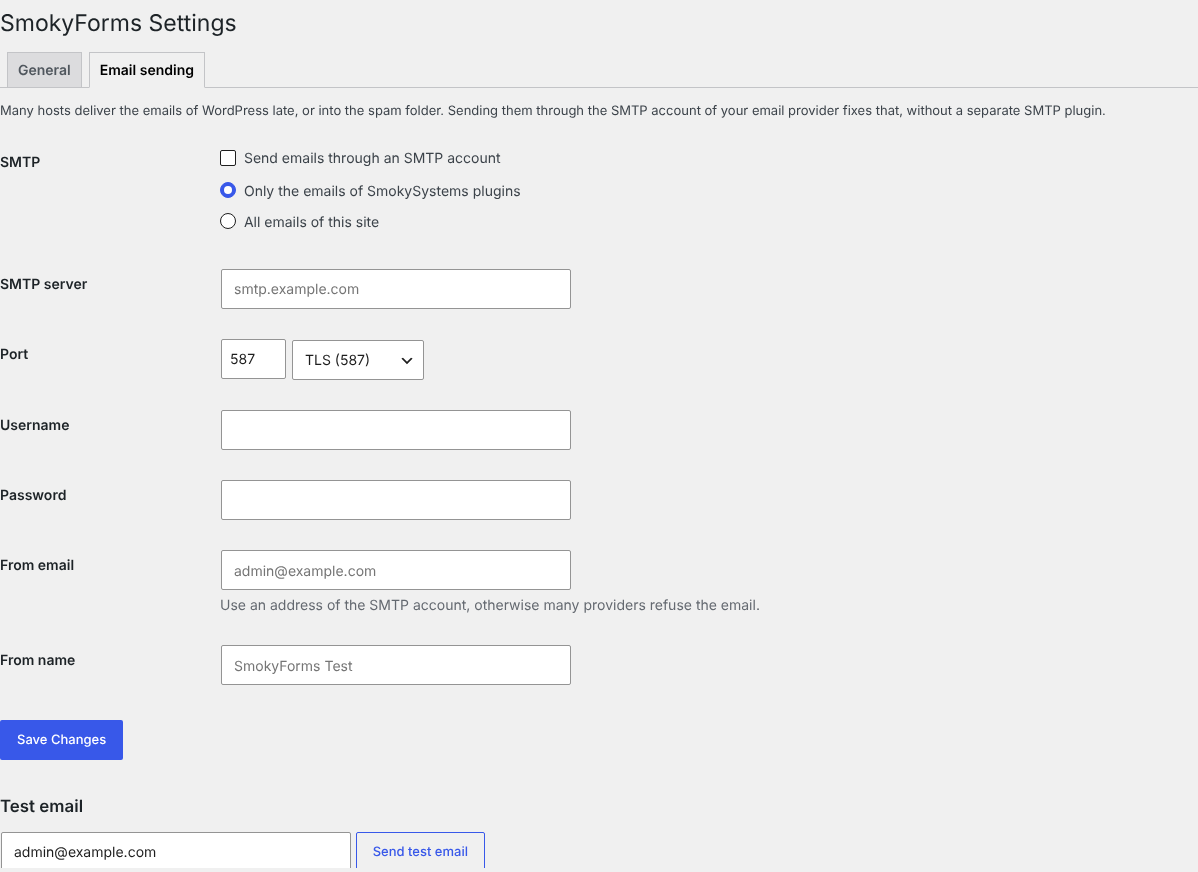 SmokyForms Settings
General
Email sending
Many hosts deliver the emails of WordPress late, or into the spam folder. Sending them through the SMTP account of your email provider fixes that, without a separate SMTP plugin.
SMTP
Send emails through an SMTP account
Only the emails of SmokySystems plugins
All emails of this site
SMTP server
smtp.example.com
Port
587
TLS (587)
Username
Password
From email
admin@example.com
Use an address of the SMTP account, otherwise many providers refuse the email.
From name
SmokyForms Test
Save Changes
Test email
admin@example.com
Send test email